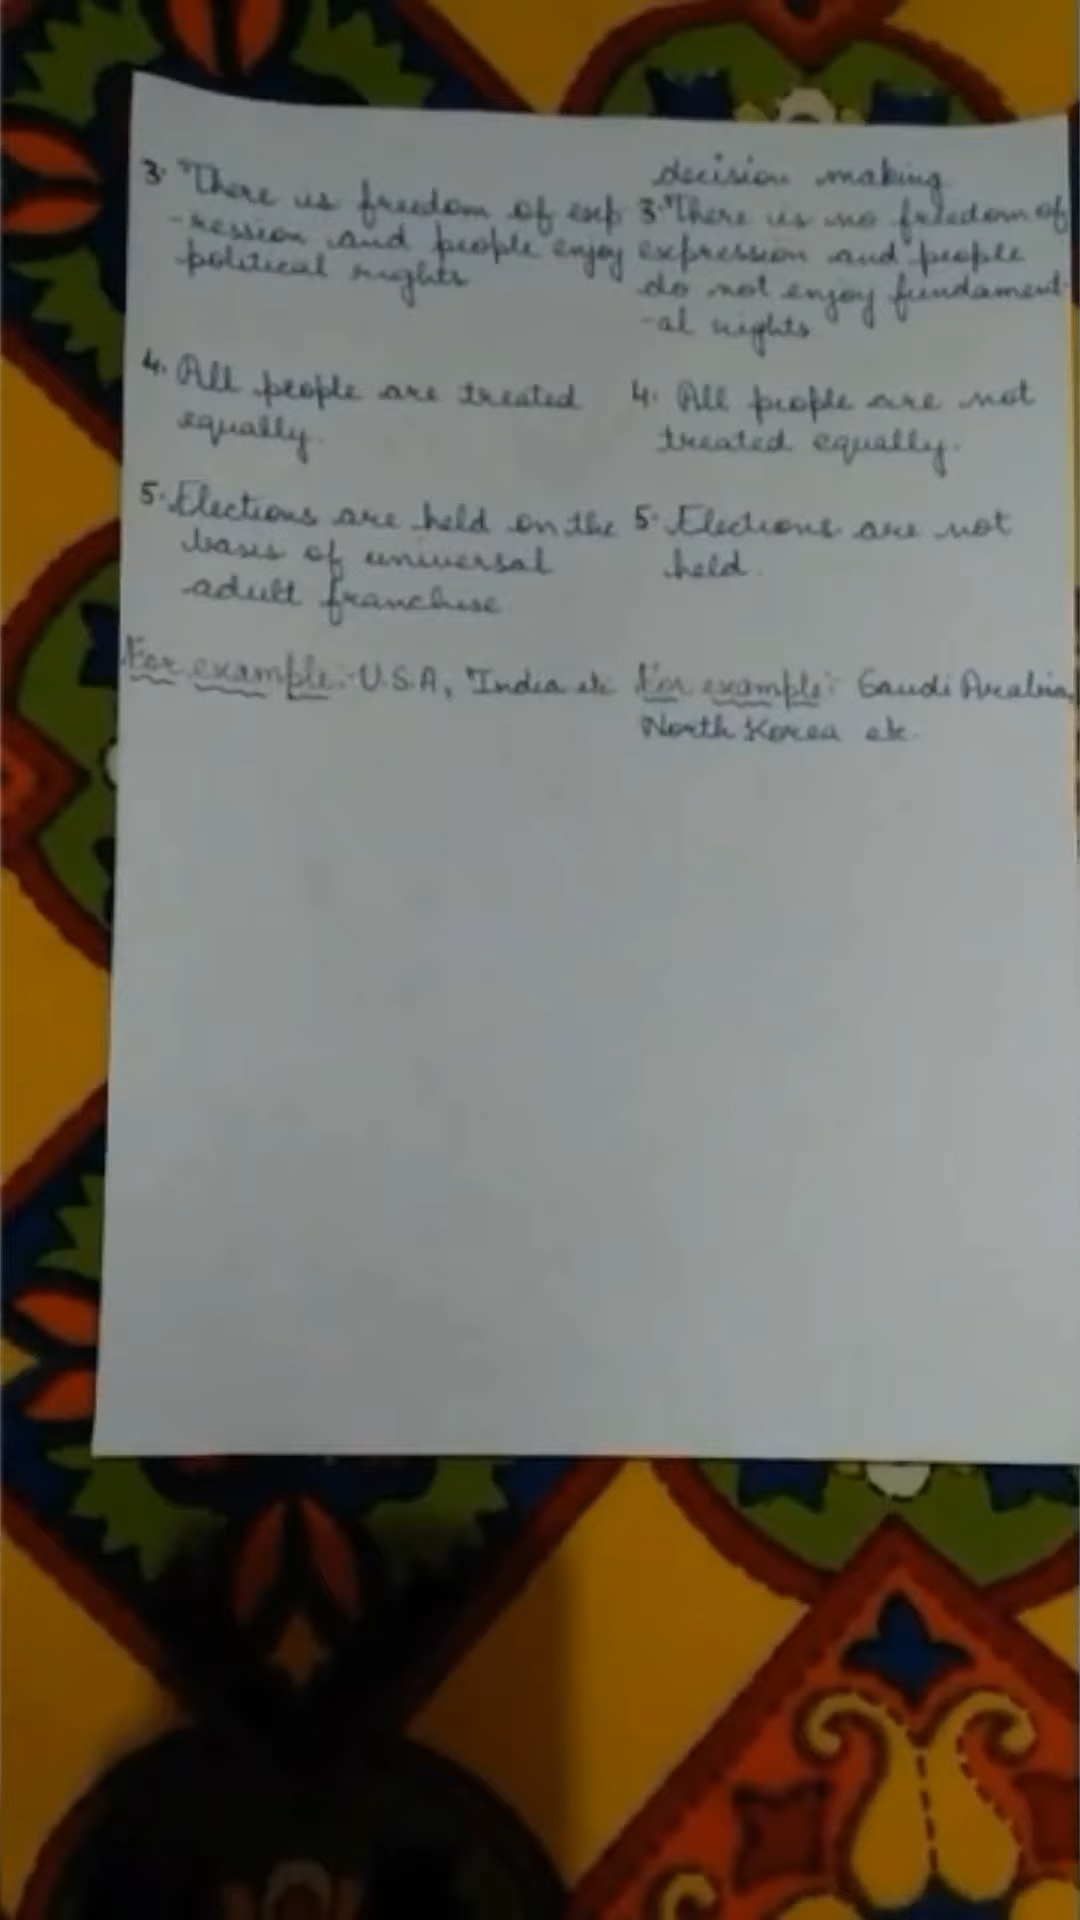 decision making
3. There is freedom of exp
-ression and people enjoy
political rights
3. There is no freedom of
expression and people
do not enjoy fundament
-al rights
4. All people are treated
equally.
4. All people are not
treated equally.
5. Elections are held on the
basis of universal
adult franchise
5. Elections are not
held.
For example:- U.S.A, India etc
For example: Saudi Arabia,
North Korea etc.